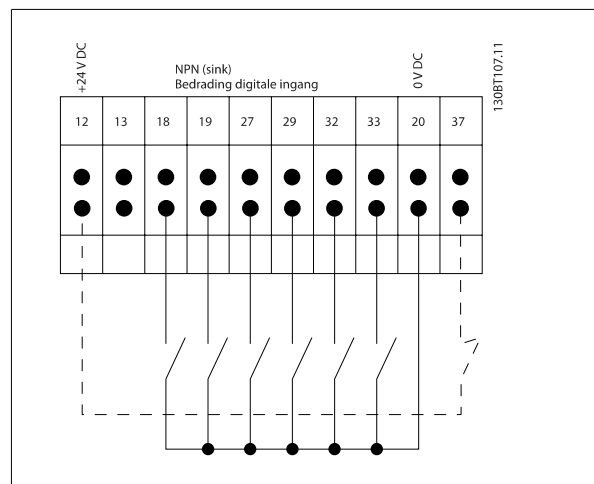 +24 V DC
NPN (sink)
Bedrading digitale ingang
0 V DC
130BT107.11
12 13 18 19 27 29 32 33 20 37